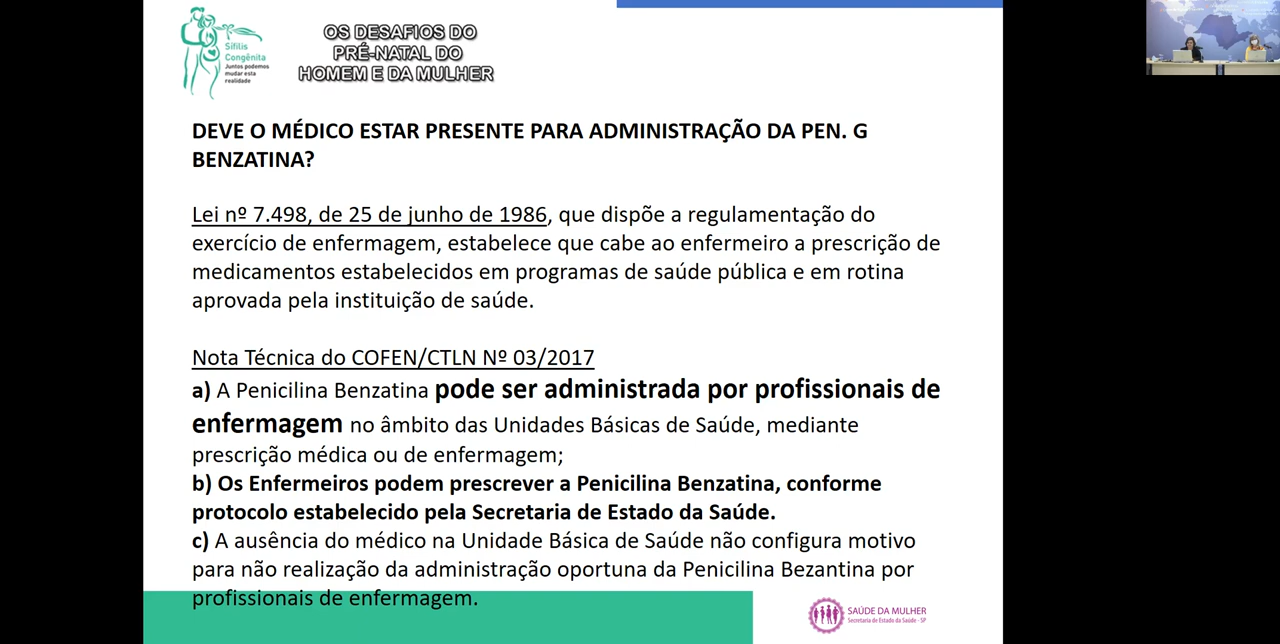 Sífilis
Congênita
Juntos podemos
mudar esta
realidade
OS DESAFIOS DO
PRÉ-NATAL DO
HOMEM E DA MULHER
DEVE O MÉDICO ESTAR PRESENTE PARA ADMINISTRAÇÃO DA PEN. G
BENZATINA?
Lei nº 7.498, de 25 de junho de 1986, que dispõe a regulamentação do
exercício de enfermagem, estabelece que cabe ao enfermeiro a prescrição de
medicamentos estabelecidos em programas de saúde pública e em rotina
aprovada pela instituição de saúde.
Nota Técnica do COFEN/CTLN Nº 03/2017
a) A Penicilina Benzatina pode ser administrada por profissionais de
enfermagem no âmbito das Unidades Básicas de Saúde, mediante
prescrição médica ou de enfermagem;
b) Os Enfermeiros podem prescrever a Penicilina Benzatina, conforme
protocolo estabelecido pela Secretaria de Estado da Saúde.
c) A ausência do médico na Unidade Básica de Saúde não configura motivo
para não realização da administração oportuna da Penicilina Bezantina por
profissionais de enfermagem.
SAÚDE DA MULHER
Secretaria de Estado da Saúde - SP